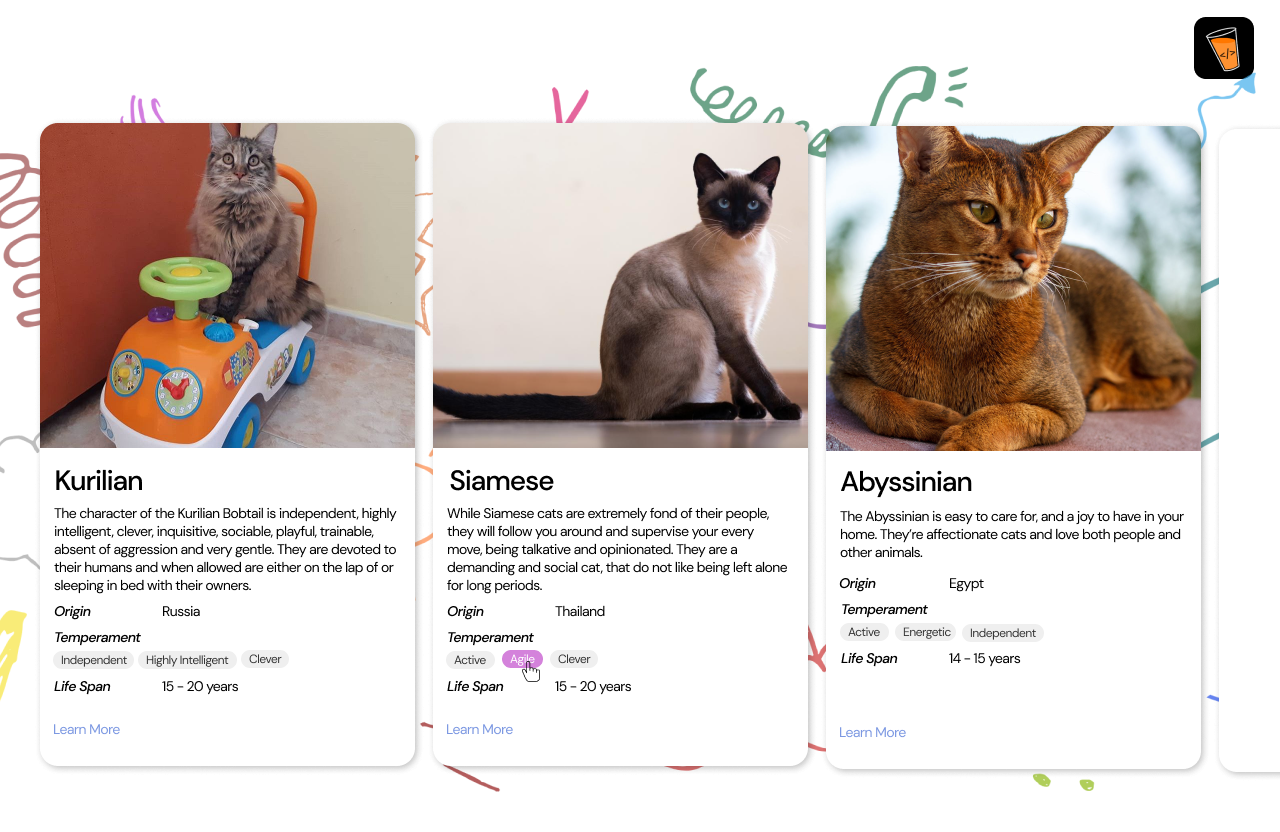 </>
Kurilian
The character of the Kurilian Bobtail is independent, highly
intelligent, clever, inquisitive, sociable, playful, trainable,
absent of aggression and very gentle. They are devoted to
their humans and when allowed are either on the lap of or
sleeping in bed with their owners.
Origin Russia
Temperament
Independent Highly Intelligent Clever
Life Span 15 - 20 years
Learn More
Siamese
While Siamese cats are extremely fond of their people,
they will follow you around and supervise your every
move, being talkative and opinionated. They are a
demanding and social cat, that do not like being left alone
for long periods.
Origin Thailand
Temperament
Active Agile Clever
Life Span 15 - 20 years
Learn More
Abyssinian
The Abyssinian is easy to care for, and a joy to have in your
home. They’re affectionate cats and love both people and
other animals.
Origin Egypt
Temperament
Active Energetic Independent
Life Span 14 - 15 years
Learn More